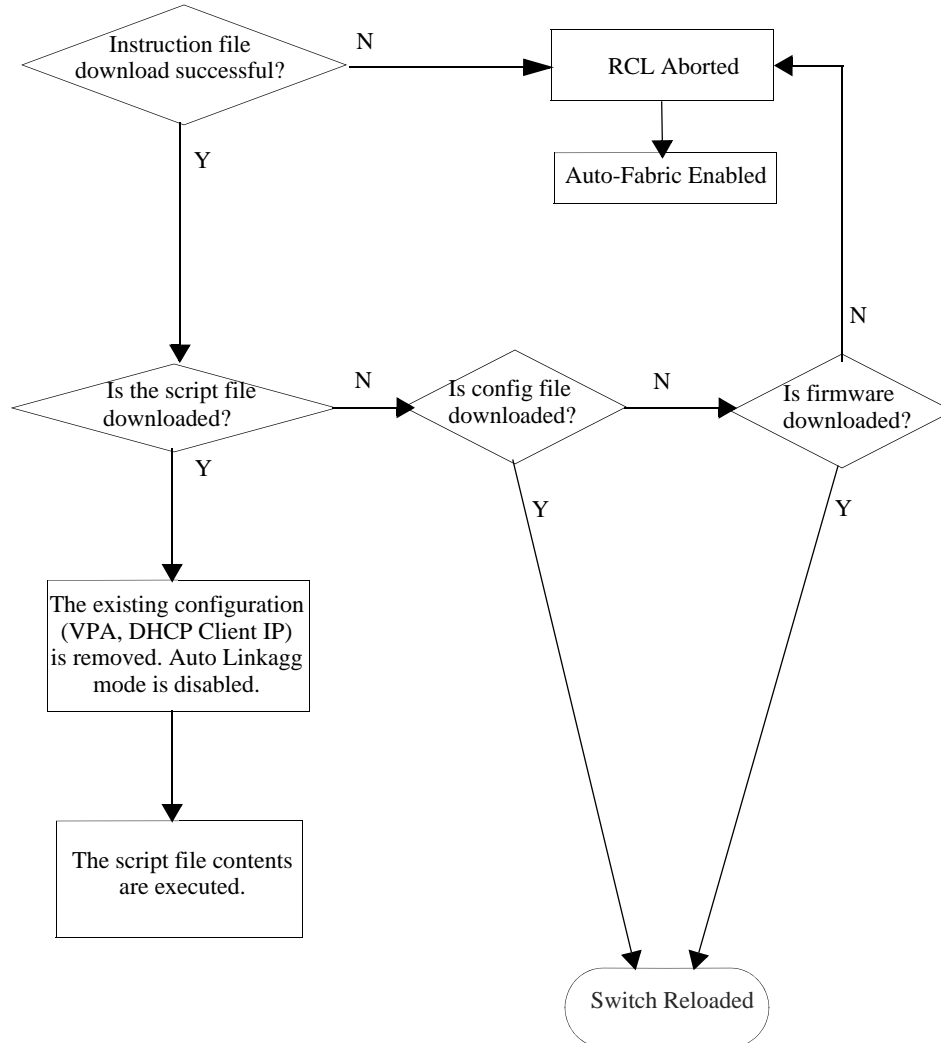 Instruction file
download successful?
N
RCL Aborted
Y
Auto-Fabric Enabled
N
Is the script file
downloaded?
N
Is config file
downloaded?
N
Is firmware
downloaded?
Y
Y
Y
The existing configuration
(VPA, DHCP Client IP)
is removed. Auto Linkagg
mode is disabled.
The script file contents
are executed.
Switch Reloaded